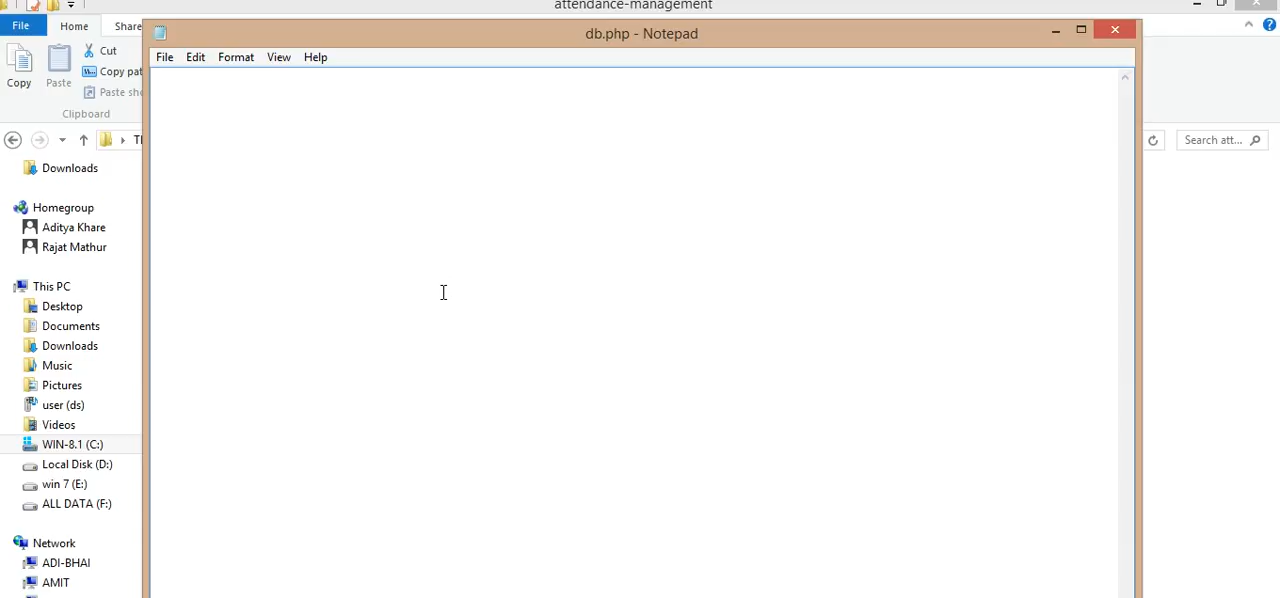 attendance-management
File Home Share
db.php - Notepad
File Edit Format View Help
Cut
Copy pat
Paste sho
Copy Paste
Clipboard
Search att...
Downloads
Homegroup
Aditya Khare
Rajat Mathur
This PC
Desktop
Documents
Downloads
Music
Pictures
user (ds)
Videos
WIN-8.1 (C:)
Local Disk (D:)
win 7 (E:)
ALL DATA (F:)
Network
ADI-BHAI
AMIT